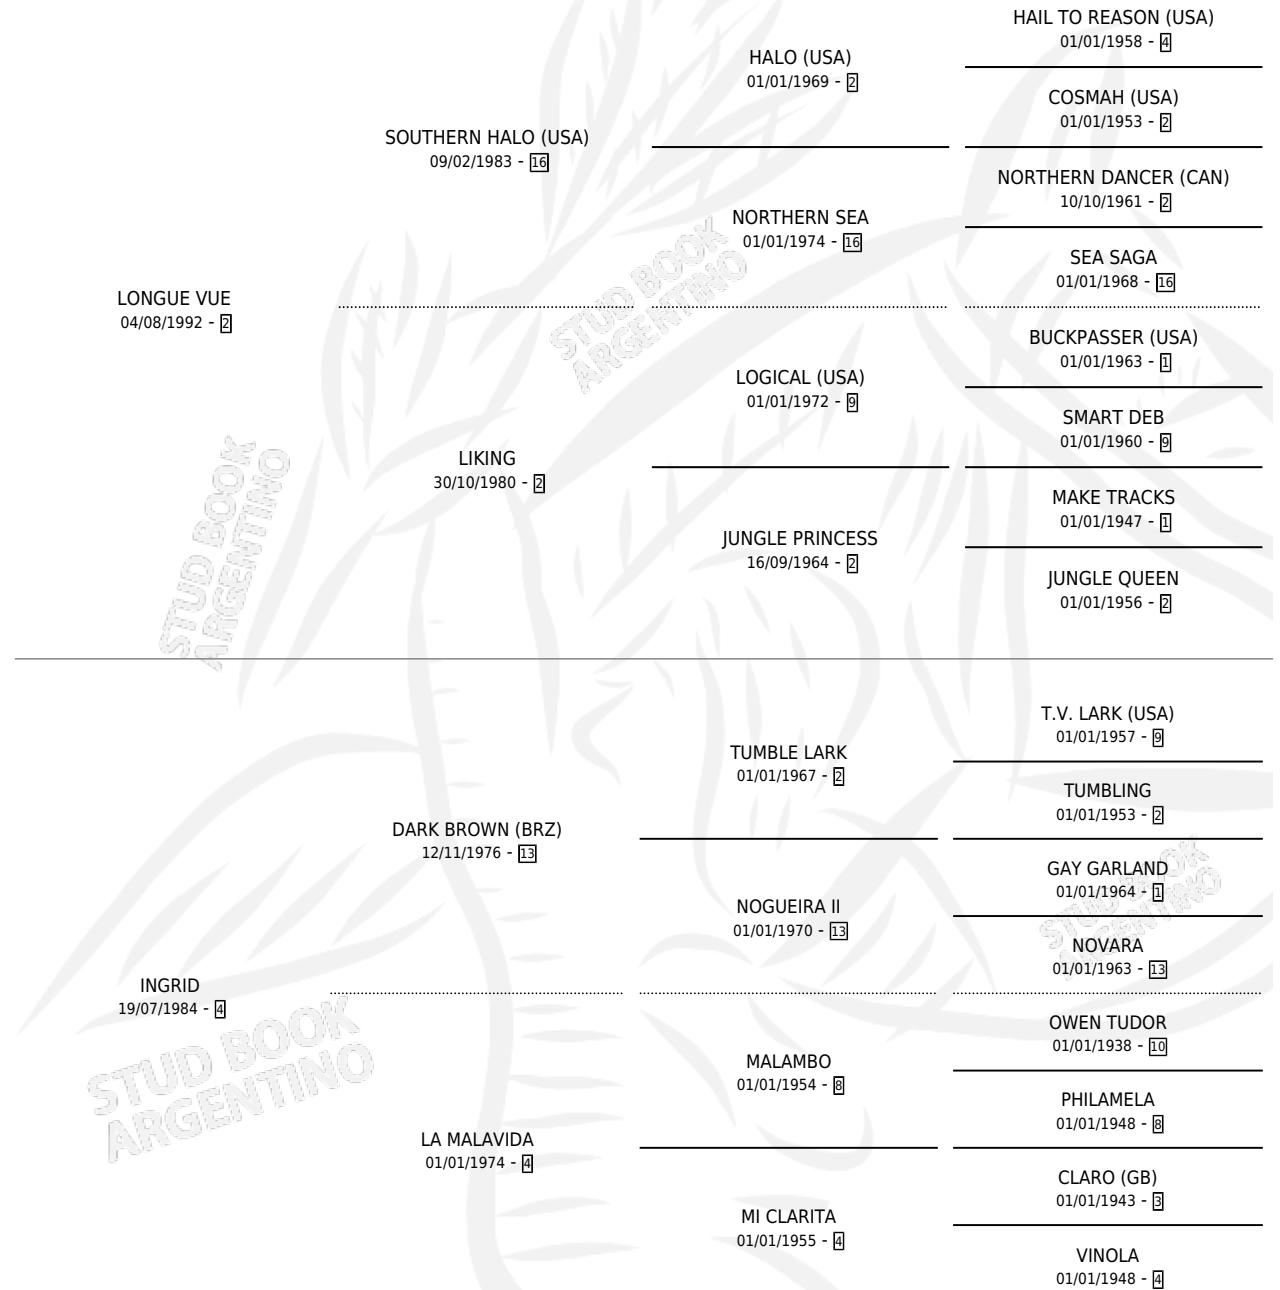 HAIL TO REASON (USA)
01/01/1958 - 4
HALO (USA)
01/01/1969 - 2
COSMAH (USA)
01/01/1953 - 2
SOUTHERN HALO (USA)
09/02/1983 - 16
NORTHERN DANCER (CAN)
10/10/1961 - 2
NORTHERN SEA
01/01/1974 - 16
SEA SAGA
01/01/1968 - 16
LONGUE VUE
04/08/1992 - 2
STUD BOOK
ARGENTINO
BUCKPASSER (USA)
01/01/1963 - 1
LOGICAL (USA)
01/01/1972 - 9
SMART DEB
01/01/1960 - 9
LIKING
30/10/1980 - 2
MAKE TRACKS
01/01/1947 - 1
JUNGLE PRINCESS
16/09/1964 - 2
JUNGLE QUEEN
01/01/1956 - 2
STUD BOOK
ARGENTINO
T.V. LARK (USA)
01/01/1957 - 9
TUMBLE LARK
01/01/1967 - 2
TUMBLING
01/01/1953 - 2
DARK BROWN (BRZ)
12/11/1976 - 13
GAY GARLAND
01/01/1964 - 1
NOGUEIRA II
01/01/1970 - 13
NOVARA
01/01/1963 - 13
STUD BOOK
ARGENTINO
INGRID
19/07/1984 - 4
OWEN TUDOR
01/01/1938 - 10
MALAMBO
01/01/1954 - 8
PHILAMELA
01/01/1948 - 8
STUD BOOK
ARGENTINO
LA MALAVIDA
01/01/1974 - 4
CLARO (GB)
01/01/1943 - 3
MI CLARITA
01/01/1955 - 4
VINOLA
01/01/1948 - 4